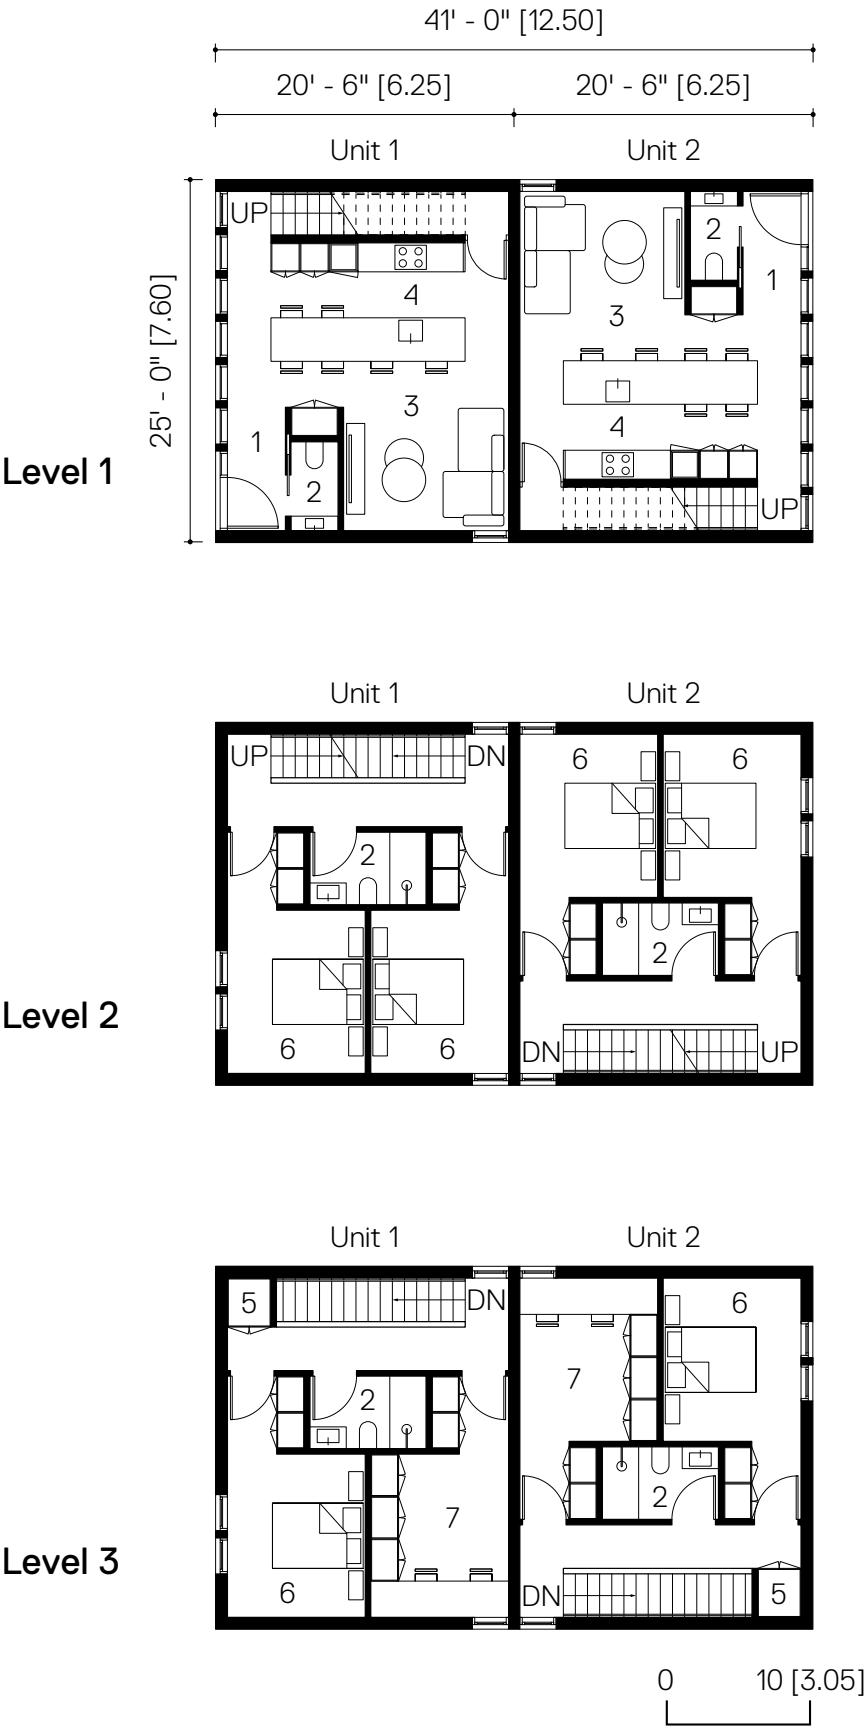 41' - 0" [12.50]
20' - 6" [6.25] 20' - 6" [6.25]
Unit 1 Unit 2
25' - 0" [7.60]
UP
2
4
1
3
3
1
4
2
UP
Level 1
Unit 1 Unit 2
UP DN 6 6
2
2
6 6
DN UP
Level 2
Unit 1 Unit 2
5 DN 6
7
2
2
7
6
DN 5
Level 3
0 10 [3.05]